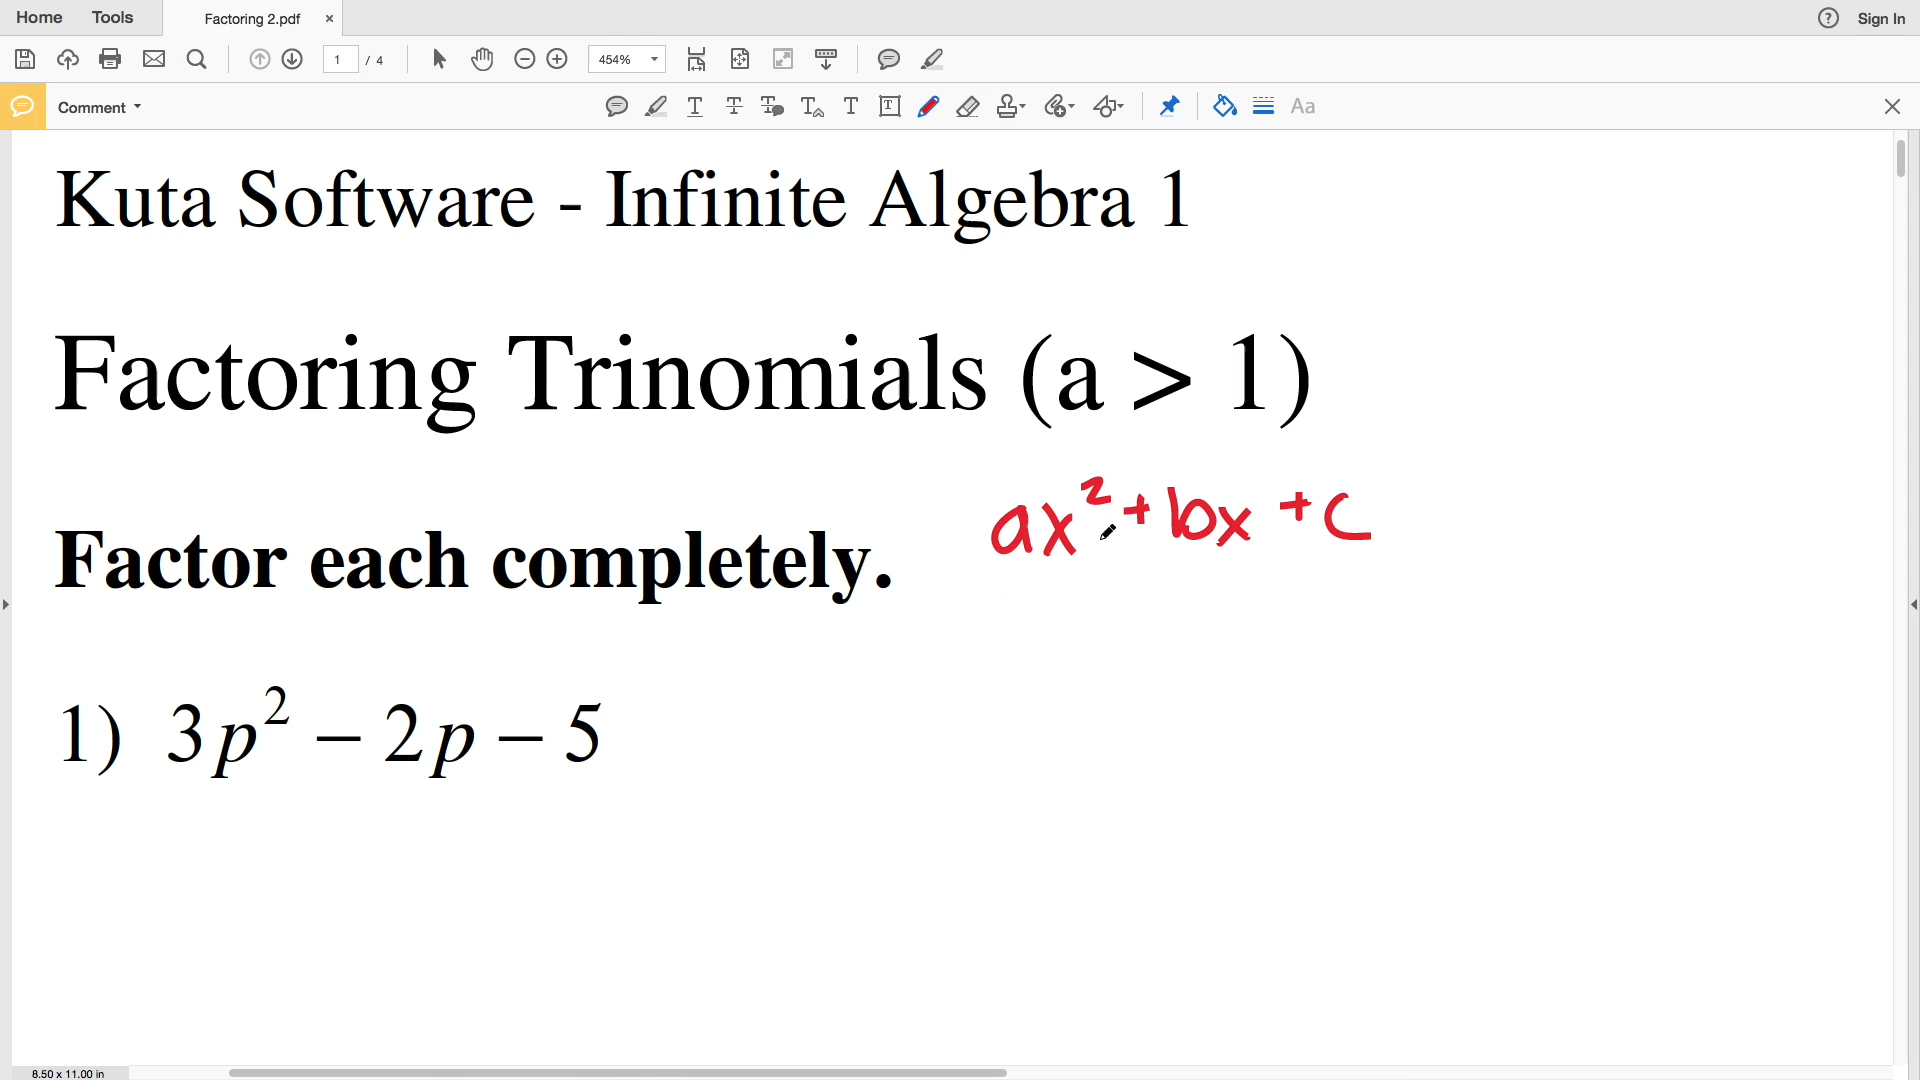 Home Tools Factoring 2.pdf × ? Sign In
1 / 4 454%
Comment T T T T T T Aa
Kuta Software - Infinite Algebra 1
Factoring Trinomials (a > 1)
ax² + bx + c
Factor each completely.
1) 3p² − 2p − 5
8.50 x 11.00 in